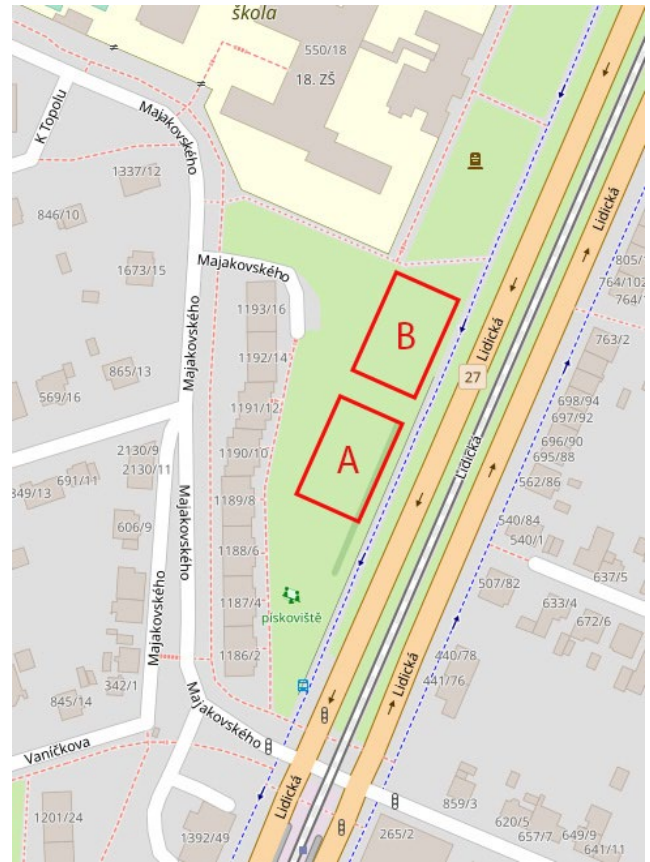 škola
550/18
18. ZŠ
K Topolu
Majakovského
1337/12
846/10
1673/15
Majakovského
1193/16
1192/14
Majakovského
865/13
569/16
1191/12
B
Lidická
Lidická
805/
764/102
764/
763/2
27
698/94
697/92
696/90
695/88
562/86
A
Lidická
2130/9
2130/11
691/11
349/13
1190/10
1189/8
606/9
Majakovského
1188/6
540/84
540/1
637/5
507/82
633/4
672/6
Majakovského
1187/4
pískoviště
1186/2
342/1
845/14
440/78
441/76
Lidická
Majakovského
Vaničkova
Lidická
1201/24
1392/49
265/2
859/3
620/5
657/7
649/9
641/11